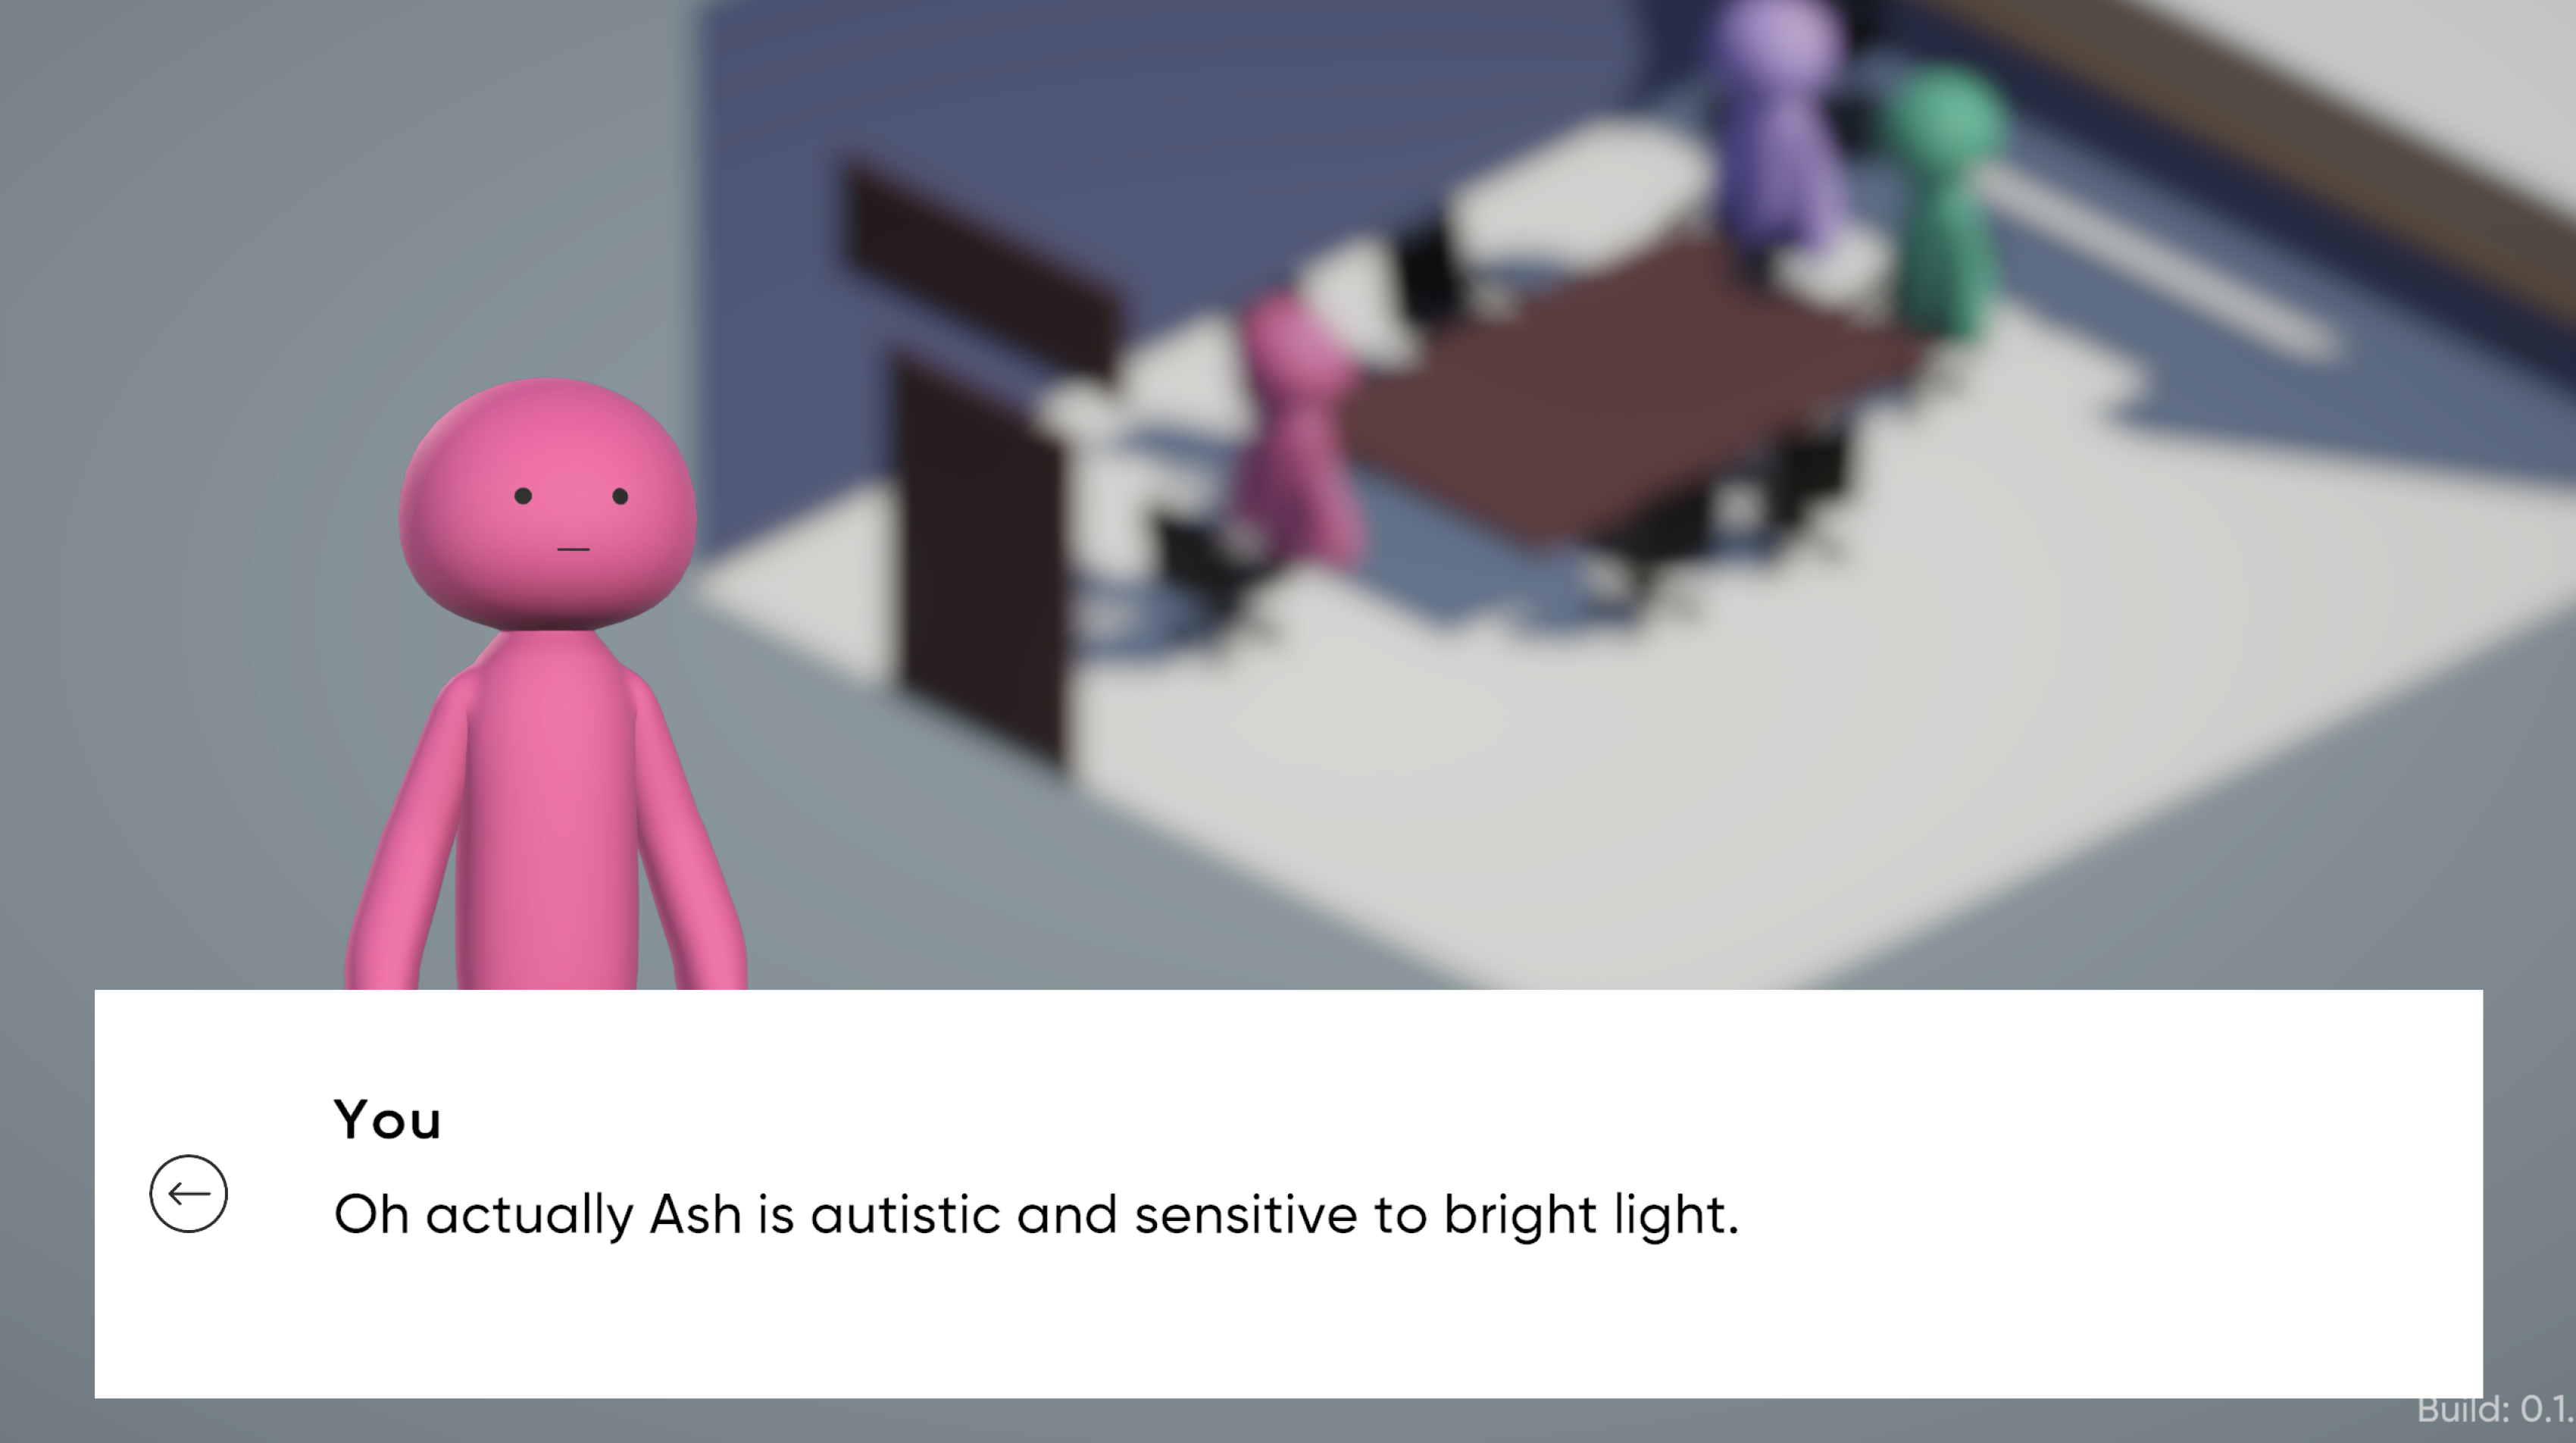 You
Oh actually Ash is autistic and sensitive to bright light.
Build: 0.1.